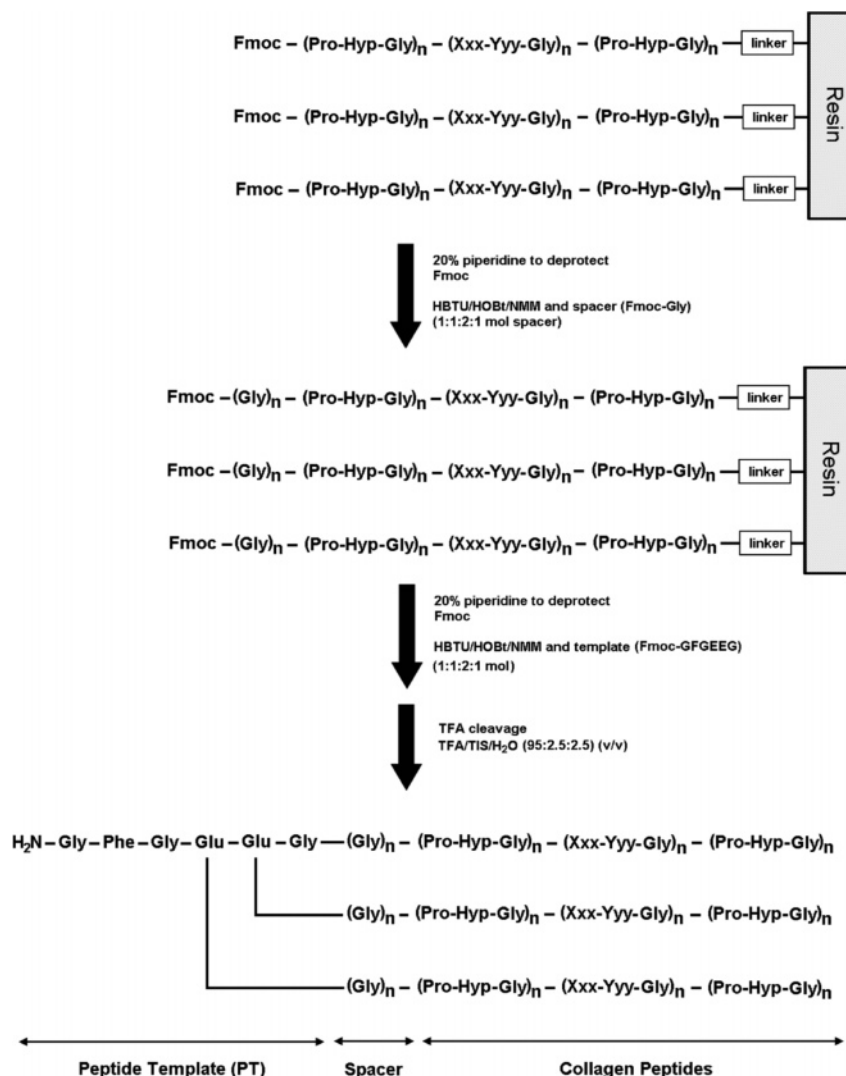 Fmoc – (Pro-Hyp-Gly)n – (Xxx-Yyy-Gly)n – (Pro-Hyp-Gly)n linker
Fmoc – (Pro-Hyp-Gly)n – (Xxx-Yyy-Gly)n – (Pro-Hyp-Gly)n linker
Fmoc – (Pro-Hyp-Gly)n – (Xxx-Yyy-Gly)n – (Pro-Hyp-Gly)n linker
Resin
20% piperidine to deprotect
Fmoc
HBTU/HOBt/NMM and spacer (Fmoc-Gly)
(1:1:2:1 mol spacer)
Fmoc –(Gly)n – (Pro-Hyp-Gly)n – (Xxx-Yyy-Gly)n – (Pro-Hyp-Gly)n linker
Fmoc –(Gly)n – (Pro-Hyp-Gly)n – (Xxx-Yyy-Gly)n – (Pro-Hyp-Gly)n linker
Fmoc –(Gly)n – (Pro-Hyp-Gly)n – (Xxx-Yyy-Gly)n – (Pro-Hyp-Gly)n linker
Resin
20% piperidine to deprotect
Fmoc
HBTU/HOBt/NMM and template (Fmoc-GFGEEG)
(1:1:2:1 mol)
TFA cleavage
TFA/TIS/H₂O (95:2.5:2.5) (v/v)
H₂N–Gly–Phe–Gly–Glu–Glu–Gly–(Gly)n – (Pro-Hyp-Gly)n – (Xxx-Yyy-Gly)n – (Pro-Hyp-Gly)n
(Gly)n – (Pro-Hyp-Gly)n – (Xxx-Yyy-Gly)n – (Pro-Hyp-Gly)n
(Gly)n – (Pro-Hyp-Gly)n – (Xxx-Yyy-Gly)n – (Pro-Hyp-Gly)n
Peptide Template (PT) Spacer Collagen Peptides